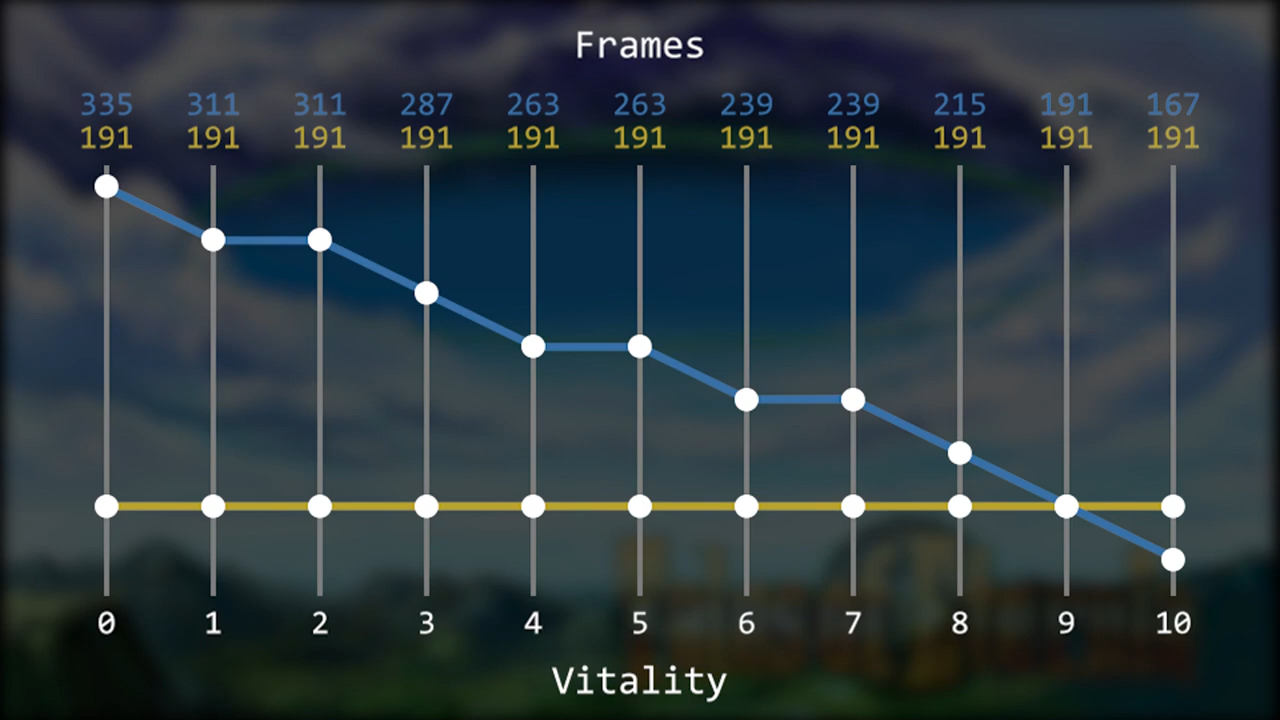 Frames
335 311 311 287 263 263 239 239 215 191 167
191 191 191 191 191 191 191 191 191 191 191
0 1 2 3 4 5 6 7 8 9 10
Vitality